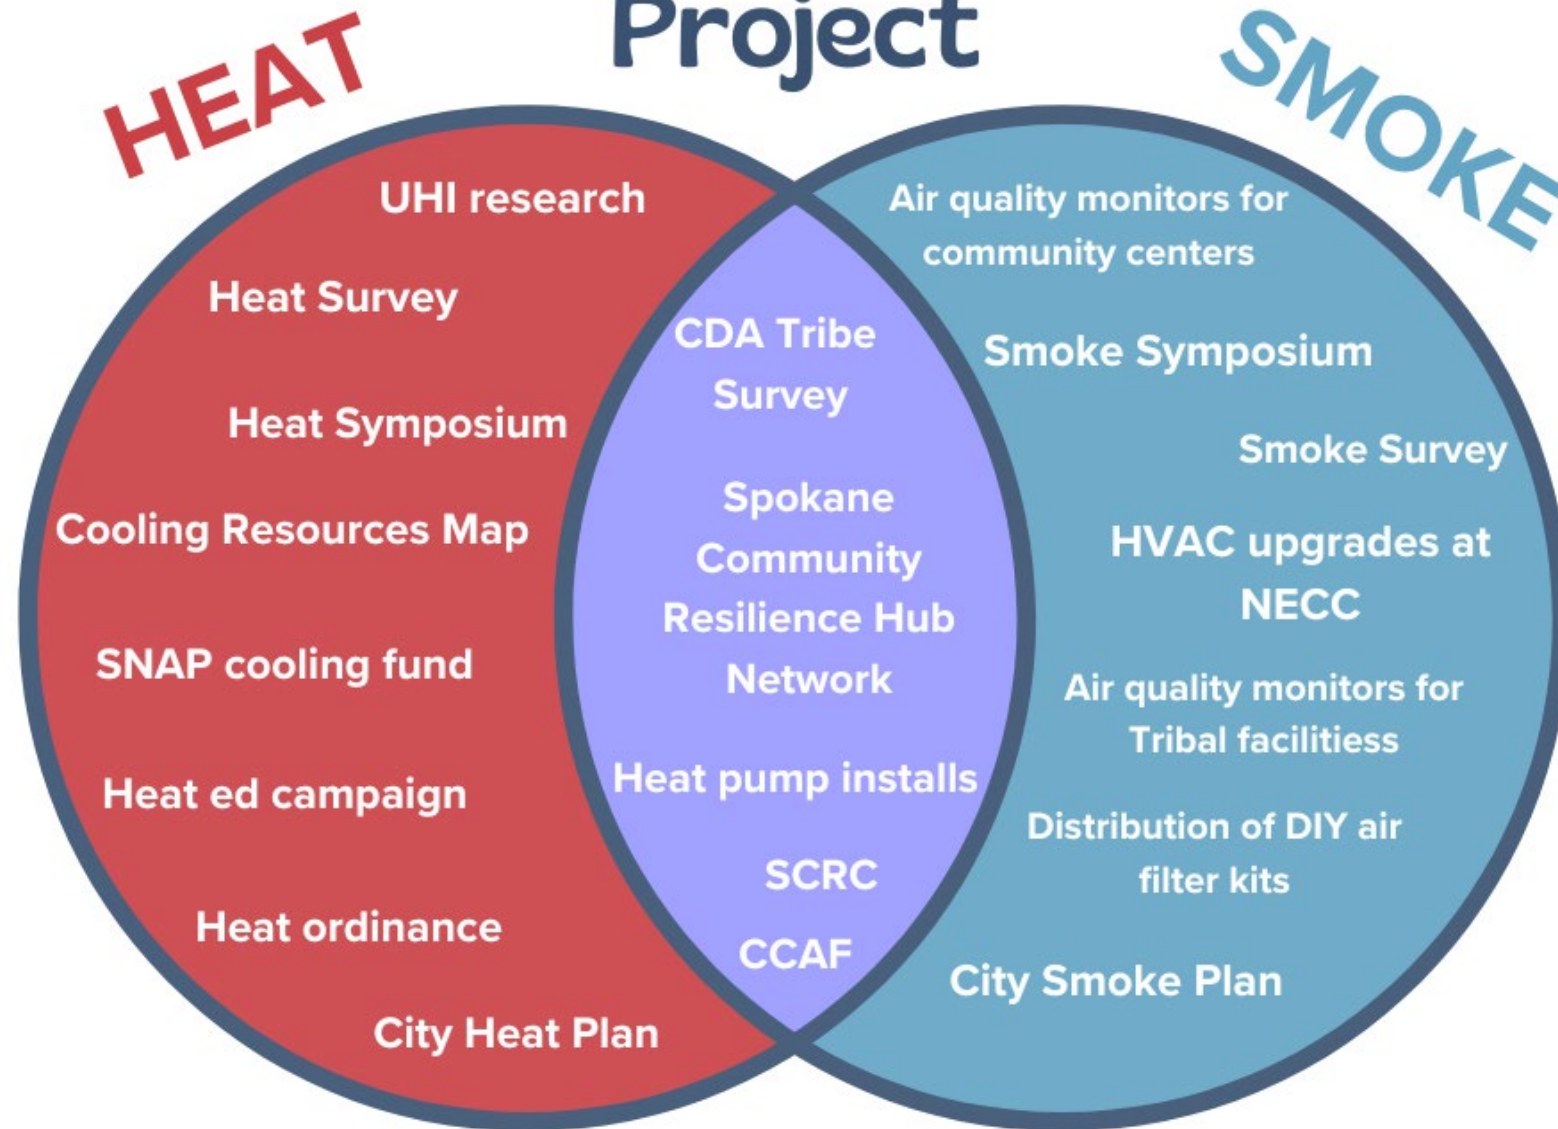 Project
HEAT
SMOKE
UHI research
Heat Survey
Heat Symposium
Cooling Resources Map
SNAP cooling fund
Heat ed campaign
Heat ordinance
City Heat Plan
CDA Tribe
Survey
Spokane
Community
Resilience Hub
Network
Heat pump installs
SCRC
CCAF
Air quality monitors for
community centers
Smoke Symposium
Smoke Survey
HVAC upgrades at
NECC
Air quality monitors for
Tribal facilitiess
Distribution of DIY air
filter kits
City Smoke Plan